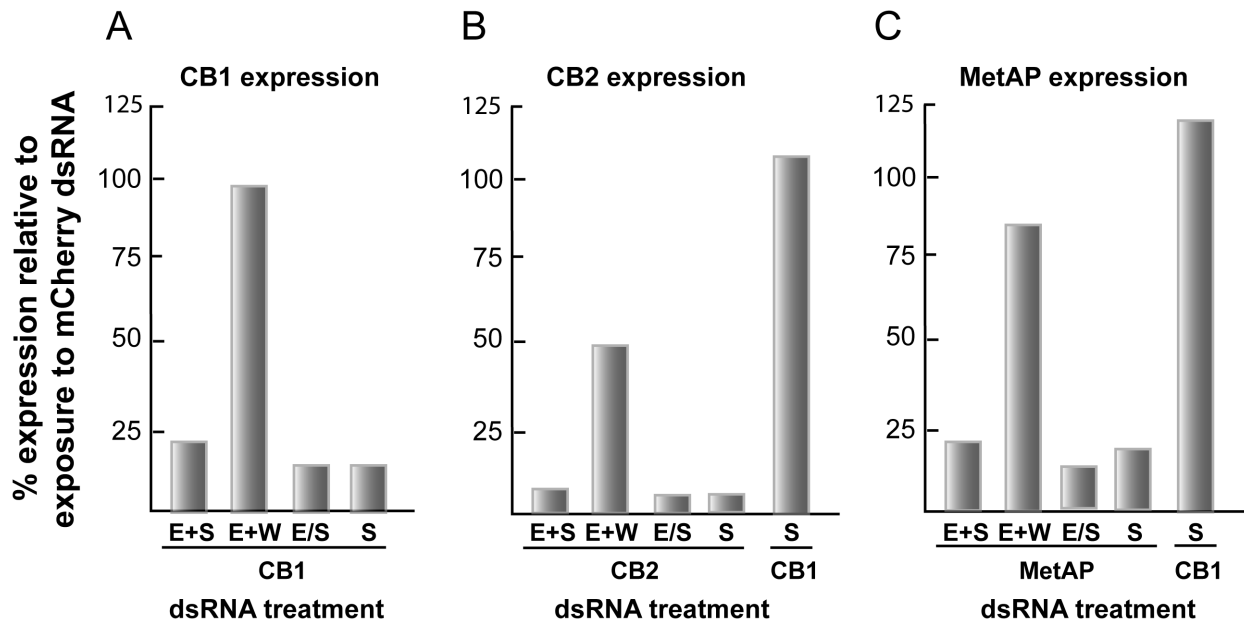 A
B
C
CB1 expression
CB2 expression
MetAP expression
% expression relative to
exposure to mCherry dsRNA
125
100
75
50
25
125
100
75
50
25
125
100
75
50
25
E+S E+W E/S S
CB1
dsRNA treatment
E+S E+W E/S S S
CB2 CB1
dsRNA treatment
E+S E+W E/S S S
MetAP CB1
dsRNA treatment